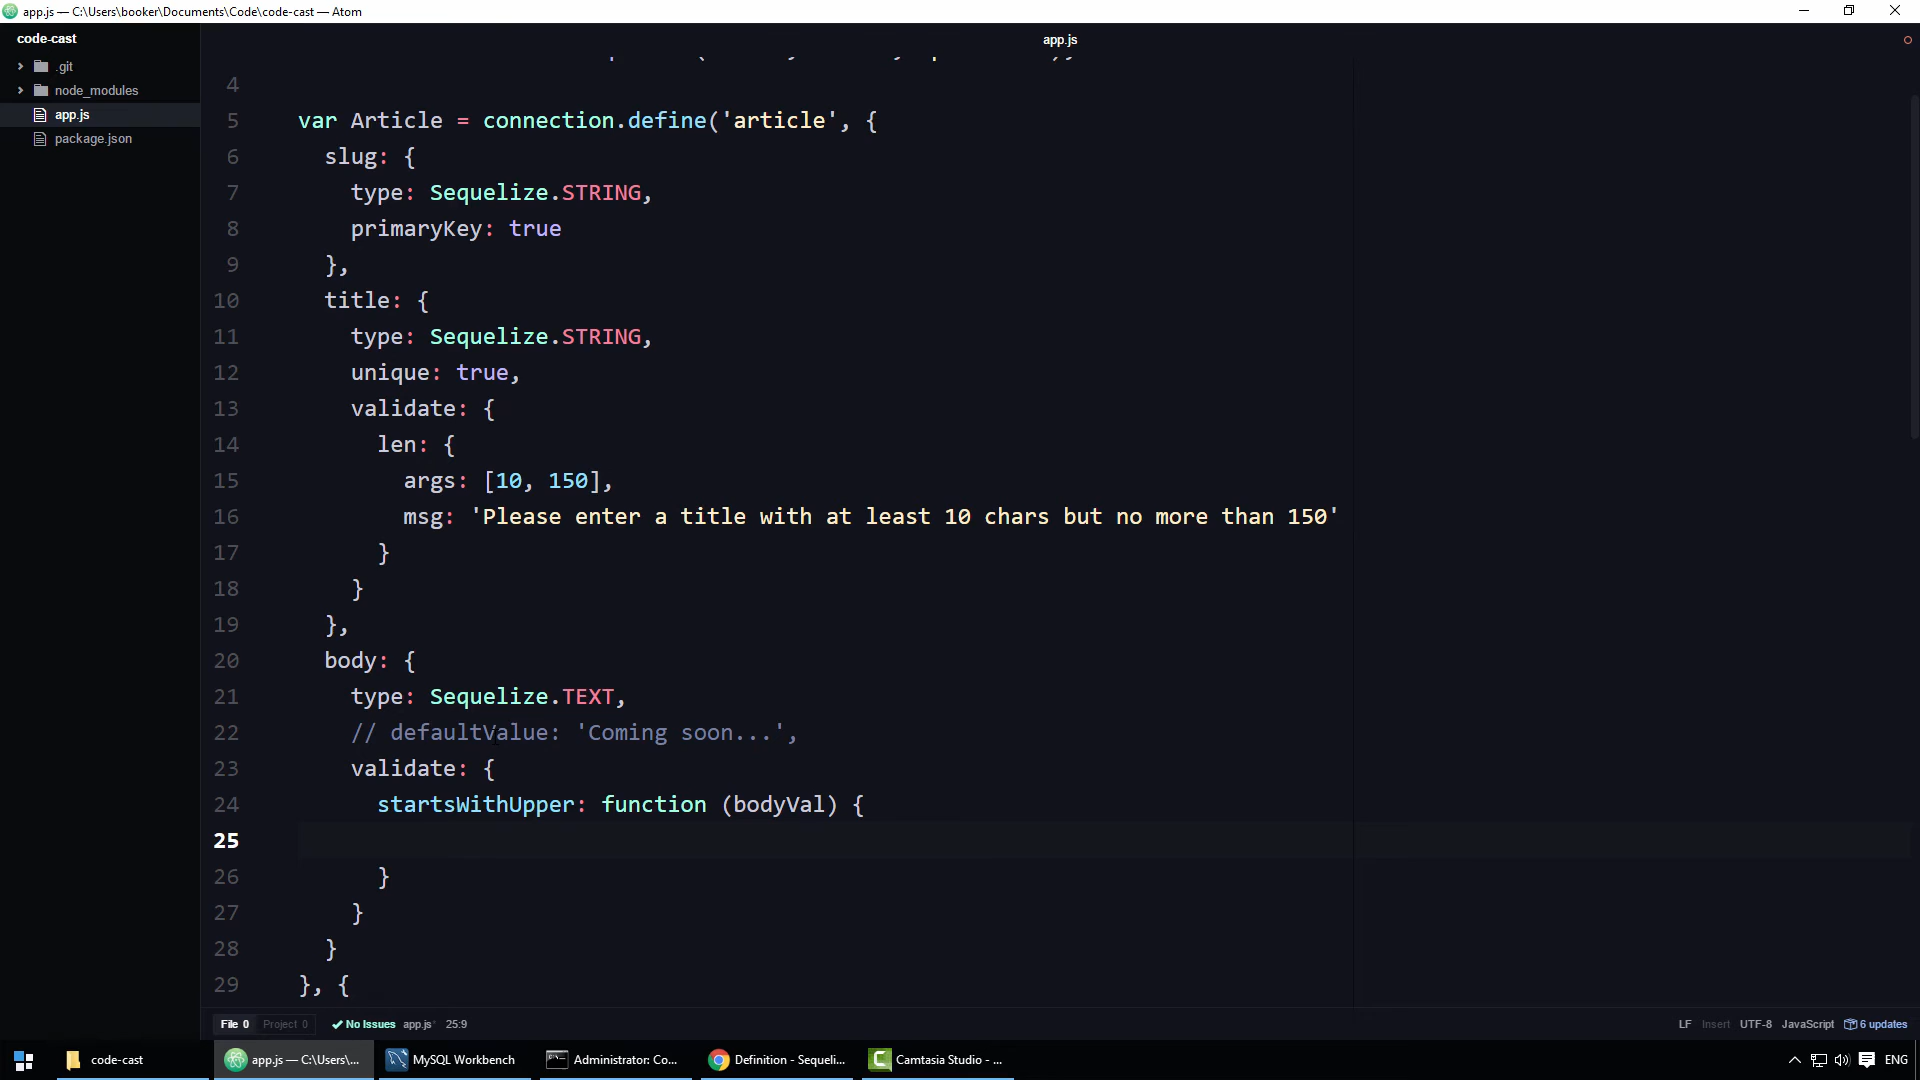 app.js — C:\Users\booker\Documents\Code\code-cast — Atom
code-cast
.git
node_modules
app.js
package.json
app.js
4
5 var Article = connection.define('article', {
6 slug: {
7 type: Sequelize.STRING,
8 primaryKey: true
9 },
10 title: {
11 type: Sequelize.STRING,
12 unique: true,
13 validate: {
14 len: {
15 args: [10, 150],
16 msg: 'Please enter a title with at least 10 chars but no more than 150'
17 }
18 }
19 },
20 body: {
21 type: Sequelize.TEXT,
22 // defaultValue: 'Coming soon...',
23 validate: {
24 startsWithUpper: function (bodyVal) {
25
26 }
27 }
28 }
29 }, {
File 0 Project 0 No Issues app.js* 25:9 LF Insert UTF-8 JavaScript 6 updates
code-cast app.js — C:\Users\... MySQL Workbench Administrator: Co... Definition - Sequeli... Camtasia Studio - ... ENG